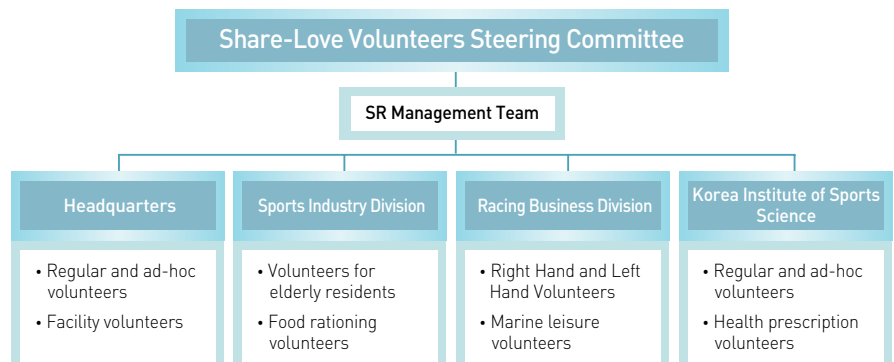 Share-Love Volunteers Steering Committee
SR Management Team
Headquarters
• Regular and ad-hoc
volunteers
• Facility volunteers
Sports Industry Division
• Volunteers for
elderly residents
• Food rationing
volunteers
Racing Business Division
• Right Hand and Left
Hand Volunteers
• Marine leisure
volunteers
Korea Institute of Sports
Science
• Regular and ad-hoc
volunteers
• Health prescription
volunteers